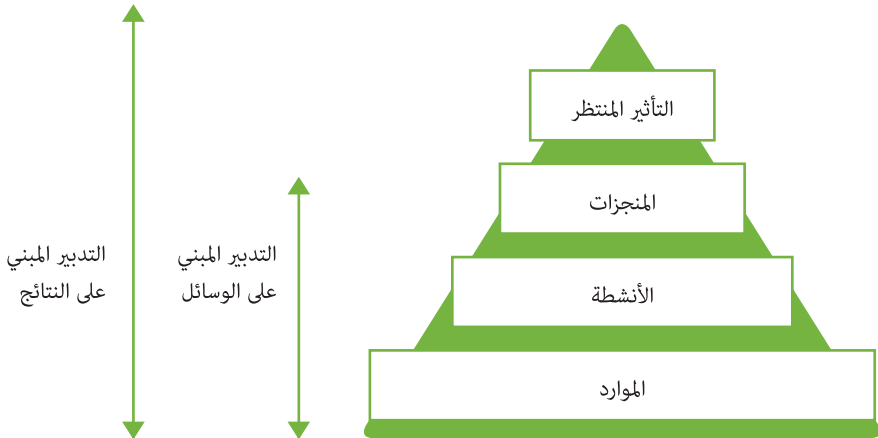 التأثير المنتظر
المنجزات
الأنشطة
الموارد
التدبير المبني
على الوسائل
التدبير المبني
على النتائج